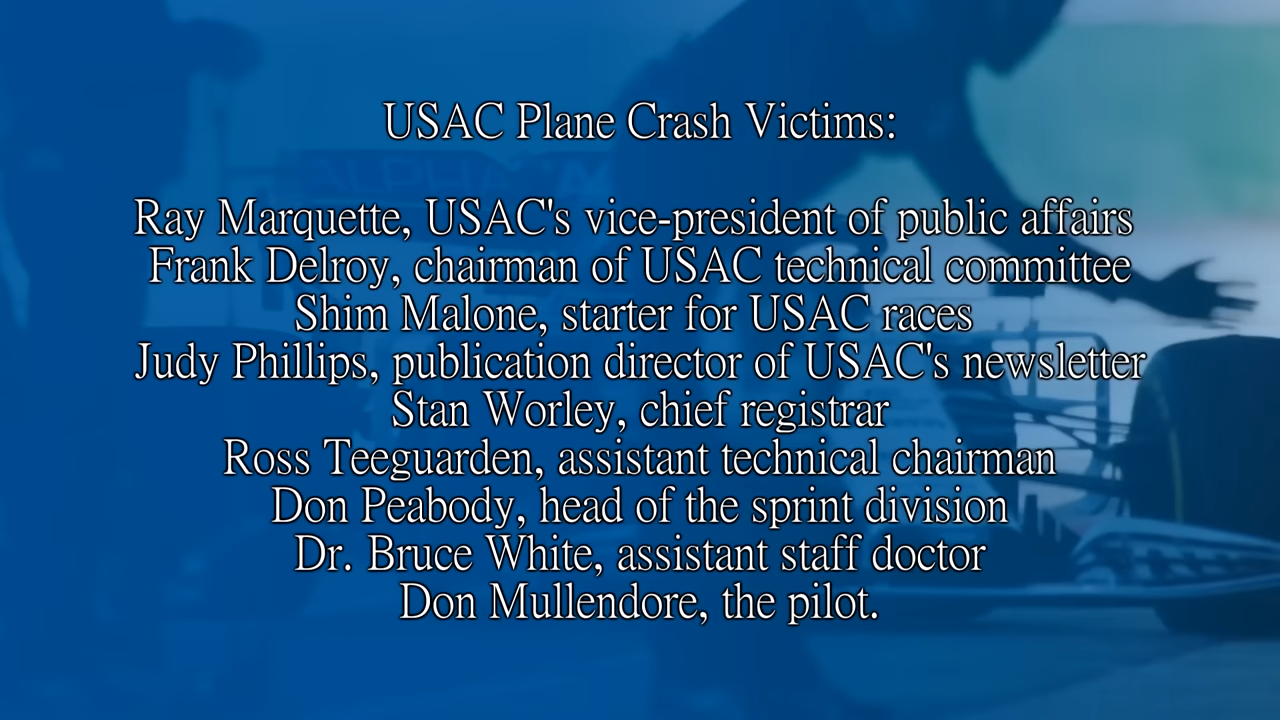 USAC Plane Crash Victims:
Ray Marquette, USAC's vice-president of public affairs
Frank Delroy, chairman of USAC technical committee
Shim Malone, starter for USAC races
Judy Phillips, publication director of USAC's newsletter
Stan Worley, chief registrar
Ross Teeguarden, assistant technical chairman
Don Peabody, head of the sprint division
Dr. Bruce White, assistant staff doctor
Don Mullendore, the pilot.